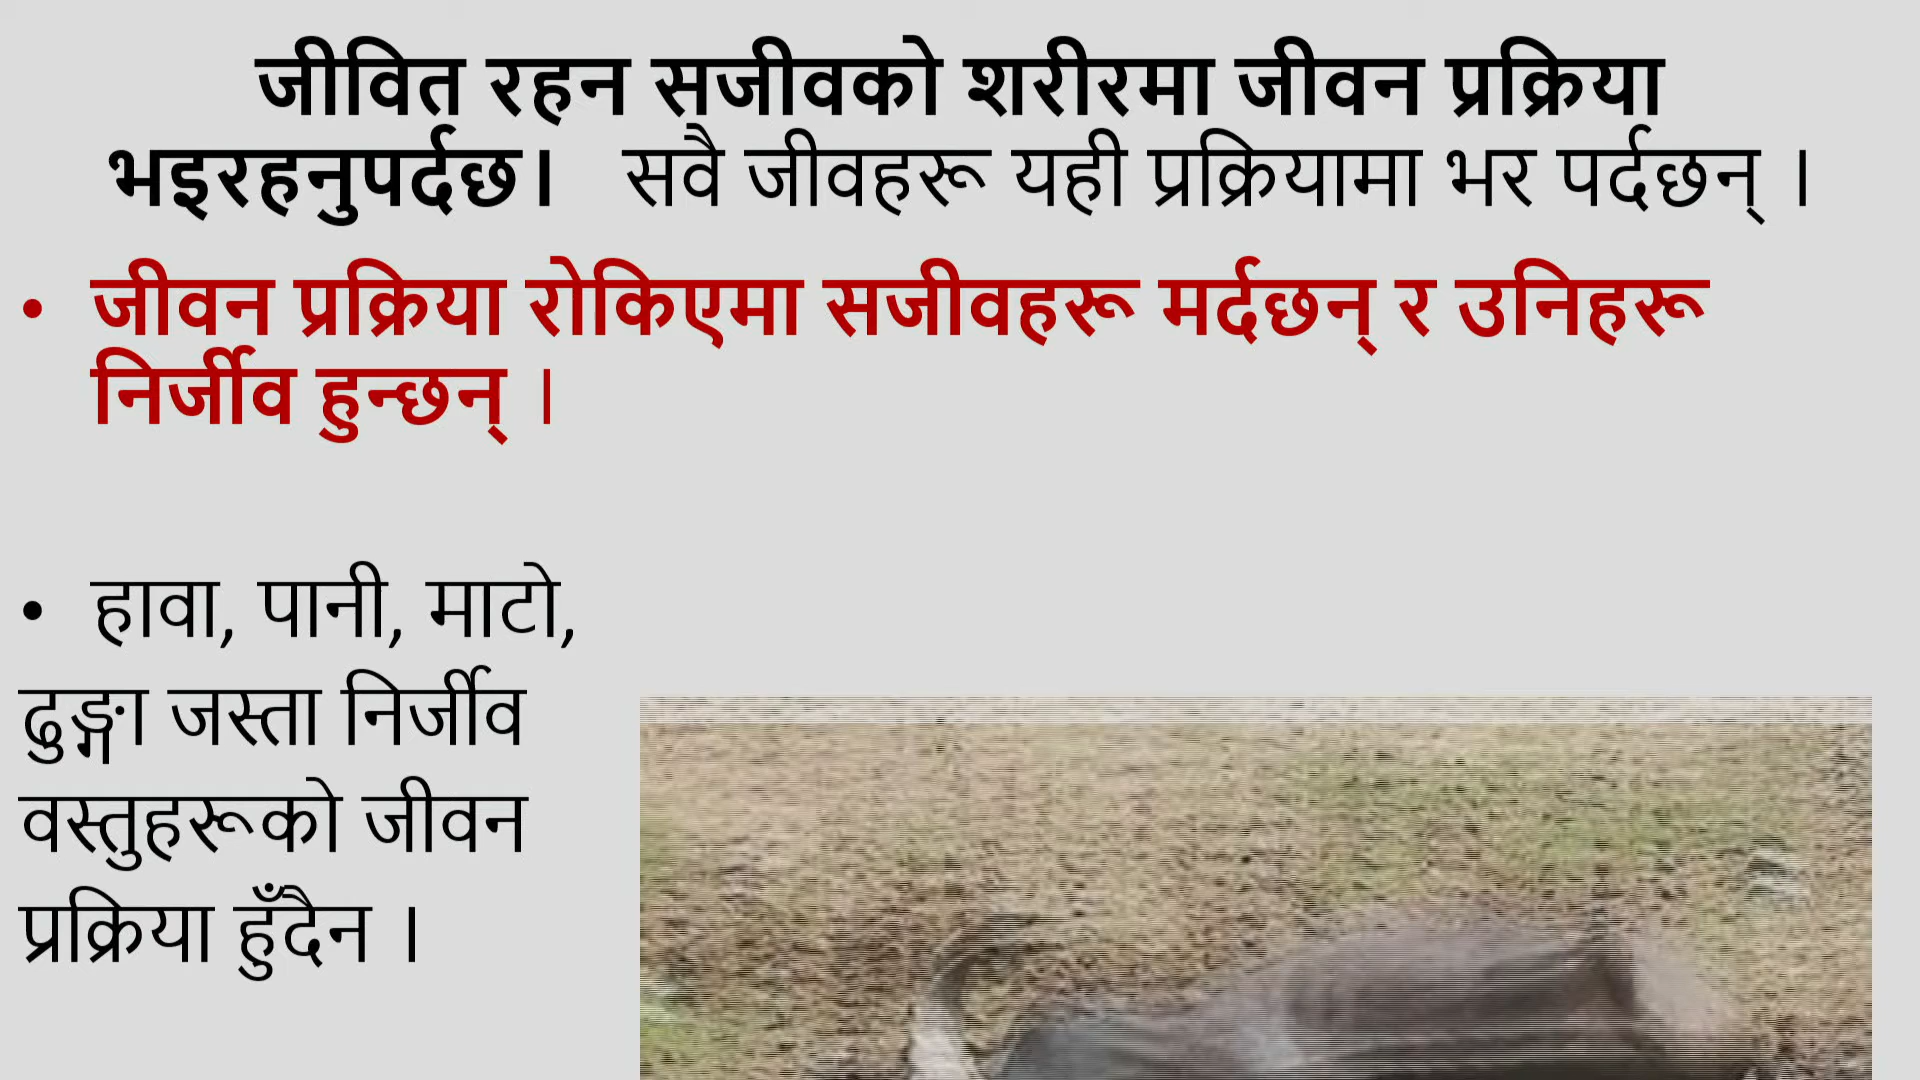 जीवित रहन सजीवको शरीरमा जीवन प्रक्रिया
भइरहनुपर्दछ। सवै जीवहरू यही प्रक्रियामा भर पर्दछन् ।
• जीवन प्रक्रिया रोकिएमा सजीवहरू मर्दछन् र उनिहरू
निर्जीव हुन्छन् ।
• हावा, पानी, माटो,
ढुङ्गा जस्ता निर्जीव
वस्तुहरूको जीवन
प्रक्रिया हुँदैन ।